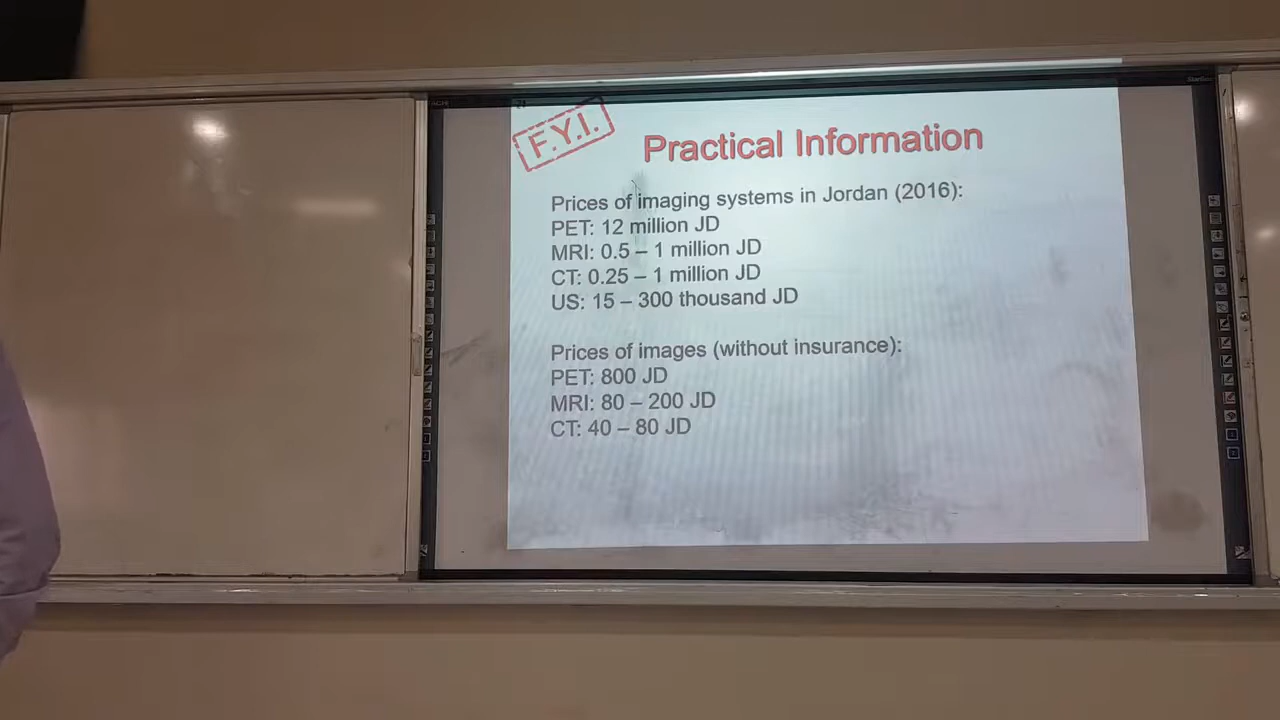 F.Y.I.
Practical Information
Prices of imaging systems in Jordan (2016):
PET: 12 million JD
MRI: 0.5 – 1 million JD
CT: 0.25 – 1 million JD
US: 15 – 300 thousand JD
Prices of images (without insurance):
PET: 800 JD
MRI: 80 – 200 JD
CT: 40 – 80 JD